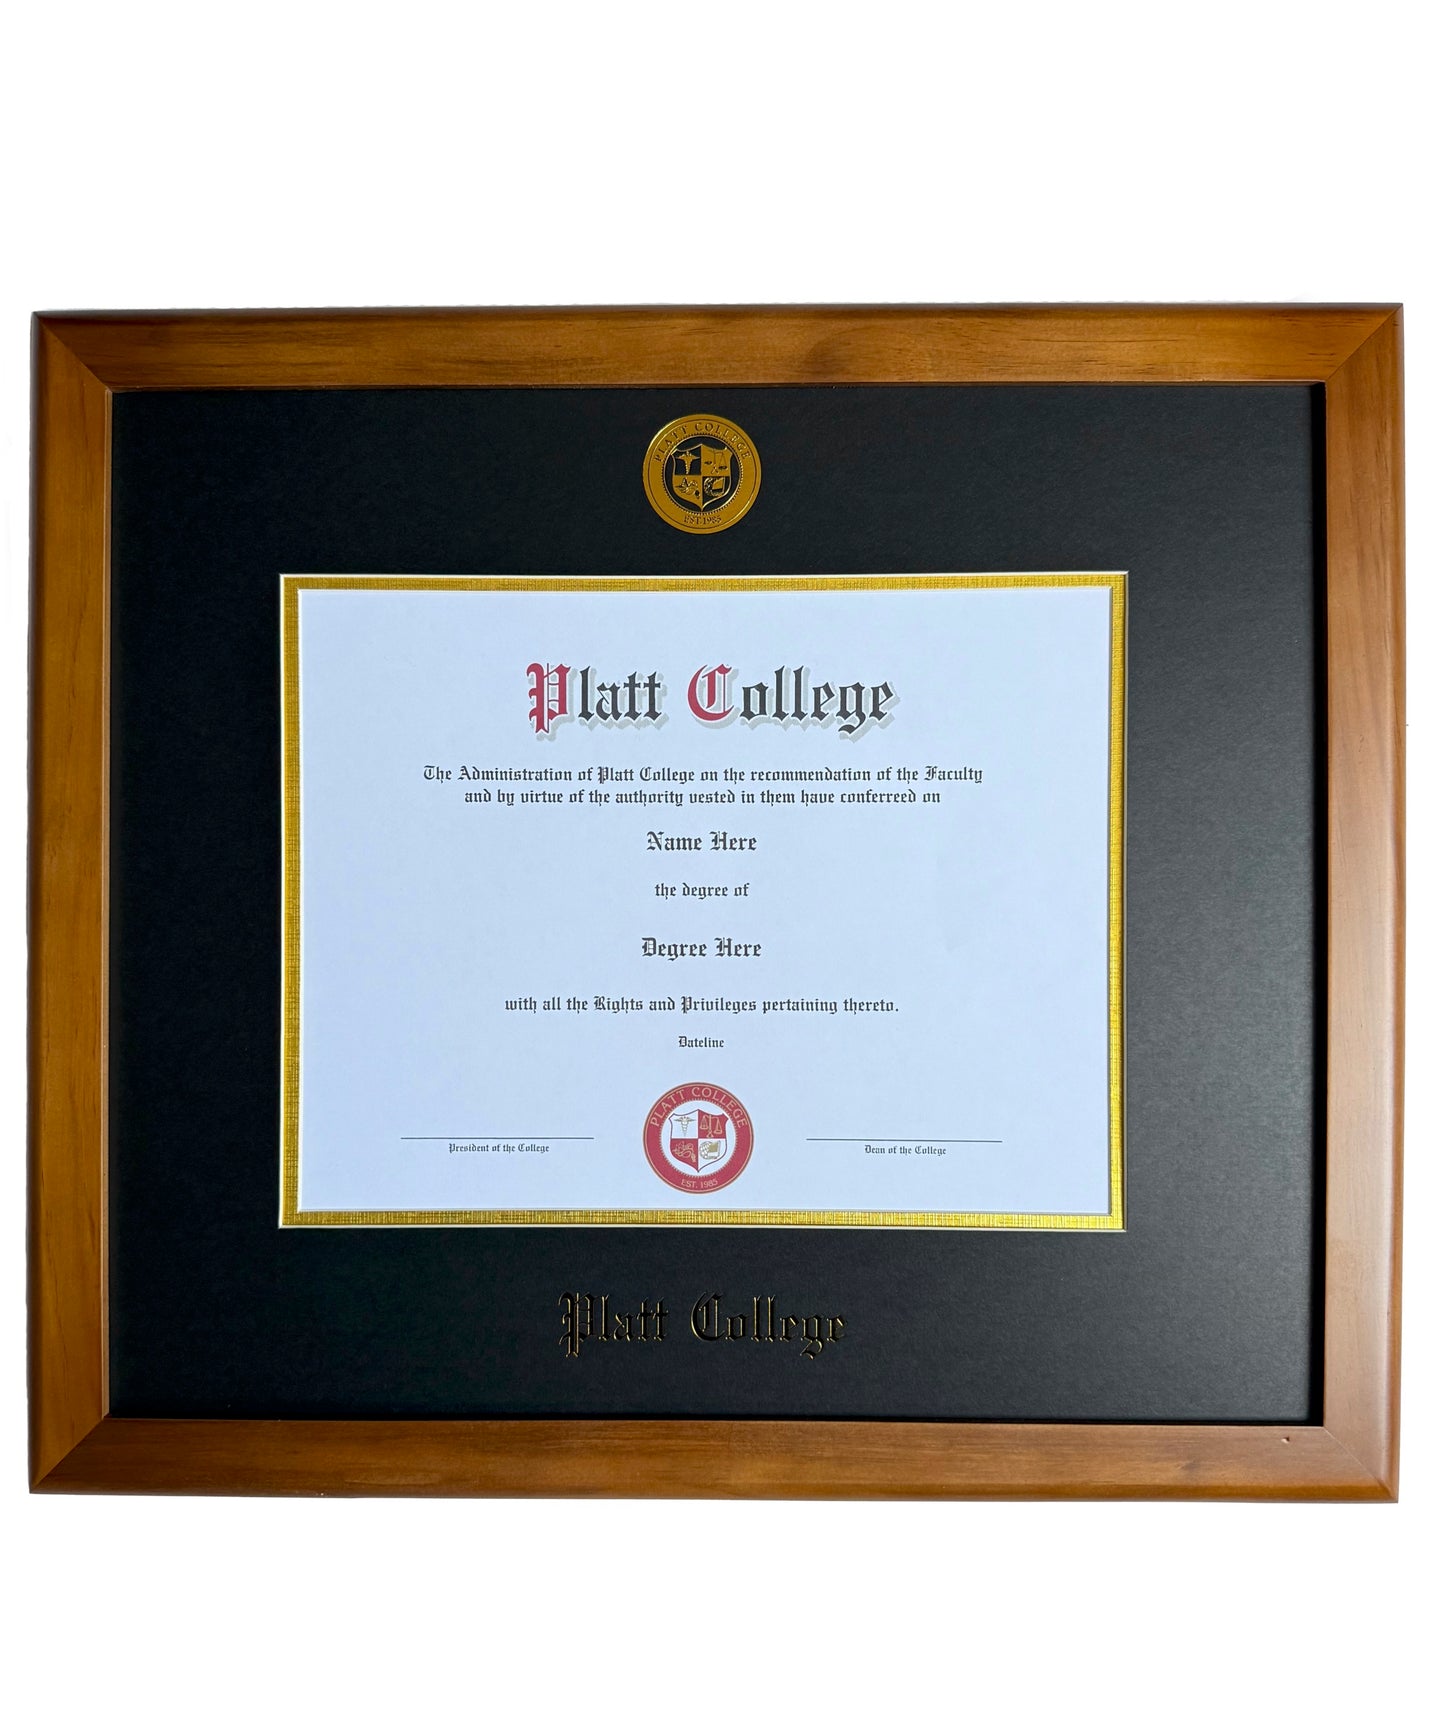 PLATT COLLEGE
EST. 1985
Platt College
The Administration of Platt College on the recommendation of the Faculty
and by virtue of the authority vested in them have conferreed on
Name Here
the degree of
Degree Here
with all the Rights and Privileges pertaining thereto.
Dateline
PLATT COLLEGE
EST. 1985
President of the College
Dean of the College
Platt College